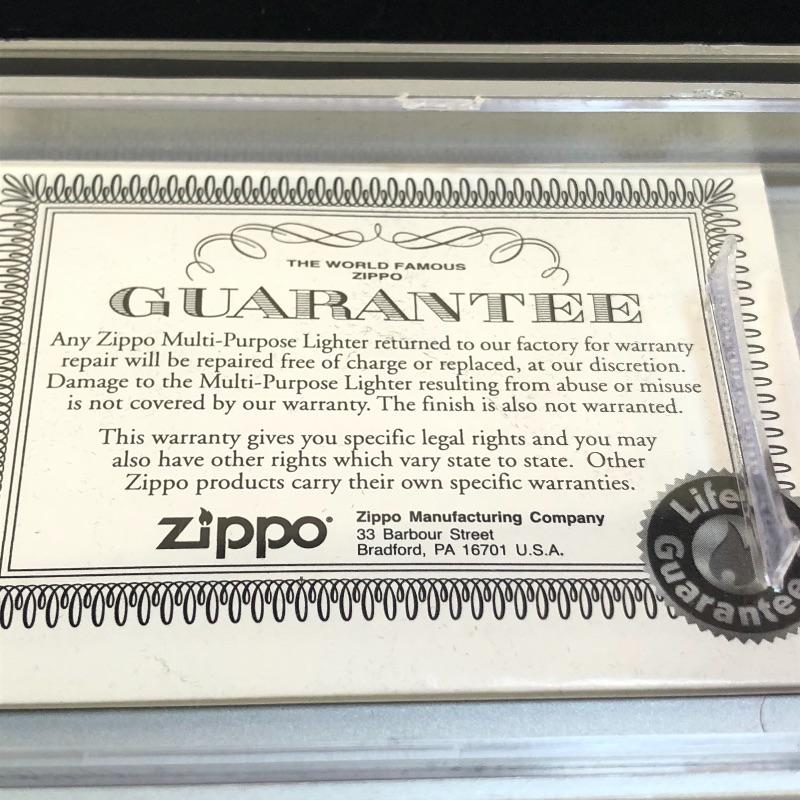 THE WORLD FAMOUS
ZIPPO
GUARANTEE
Any Zippo Multi-Purpose Lighter returned to our factory for warranty
repair will be repaired free of charge or replaced, at our discretion.
Damage to the Multi-Purpose Lighter resulting from abuse or misuse
is not covered by our warranty. The finish is also not warranted.
This warranty gives you specific legal rights and you may
also have other rights which vary state to state. Other
Zippo products carry their own specific warranties.
zippo
Zippo Manufacturing Company
33 Barbour Street
Bradford, PA 16701 U.S.A.
Life
Guarantee